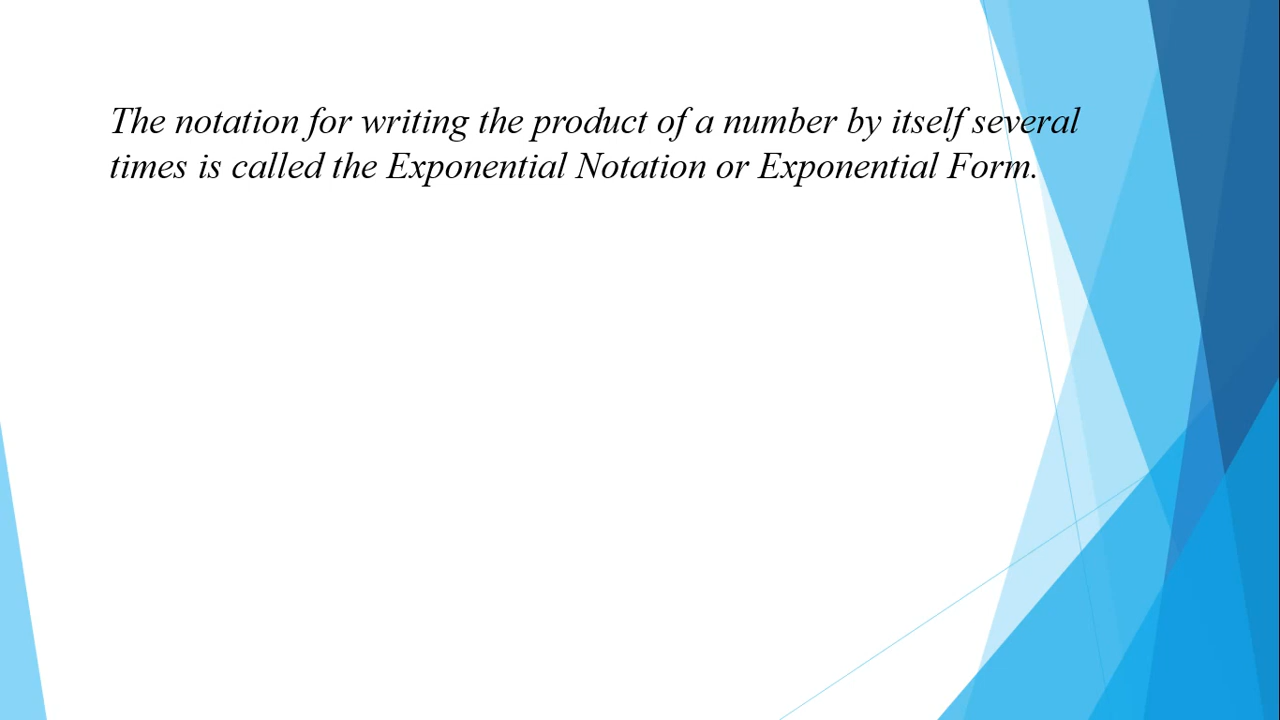 The notation for writing the product of a number by itself several
times is called the Exponential Notation or Exponential Form.